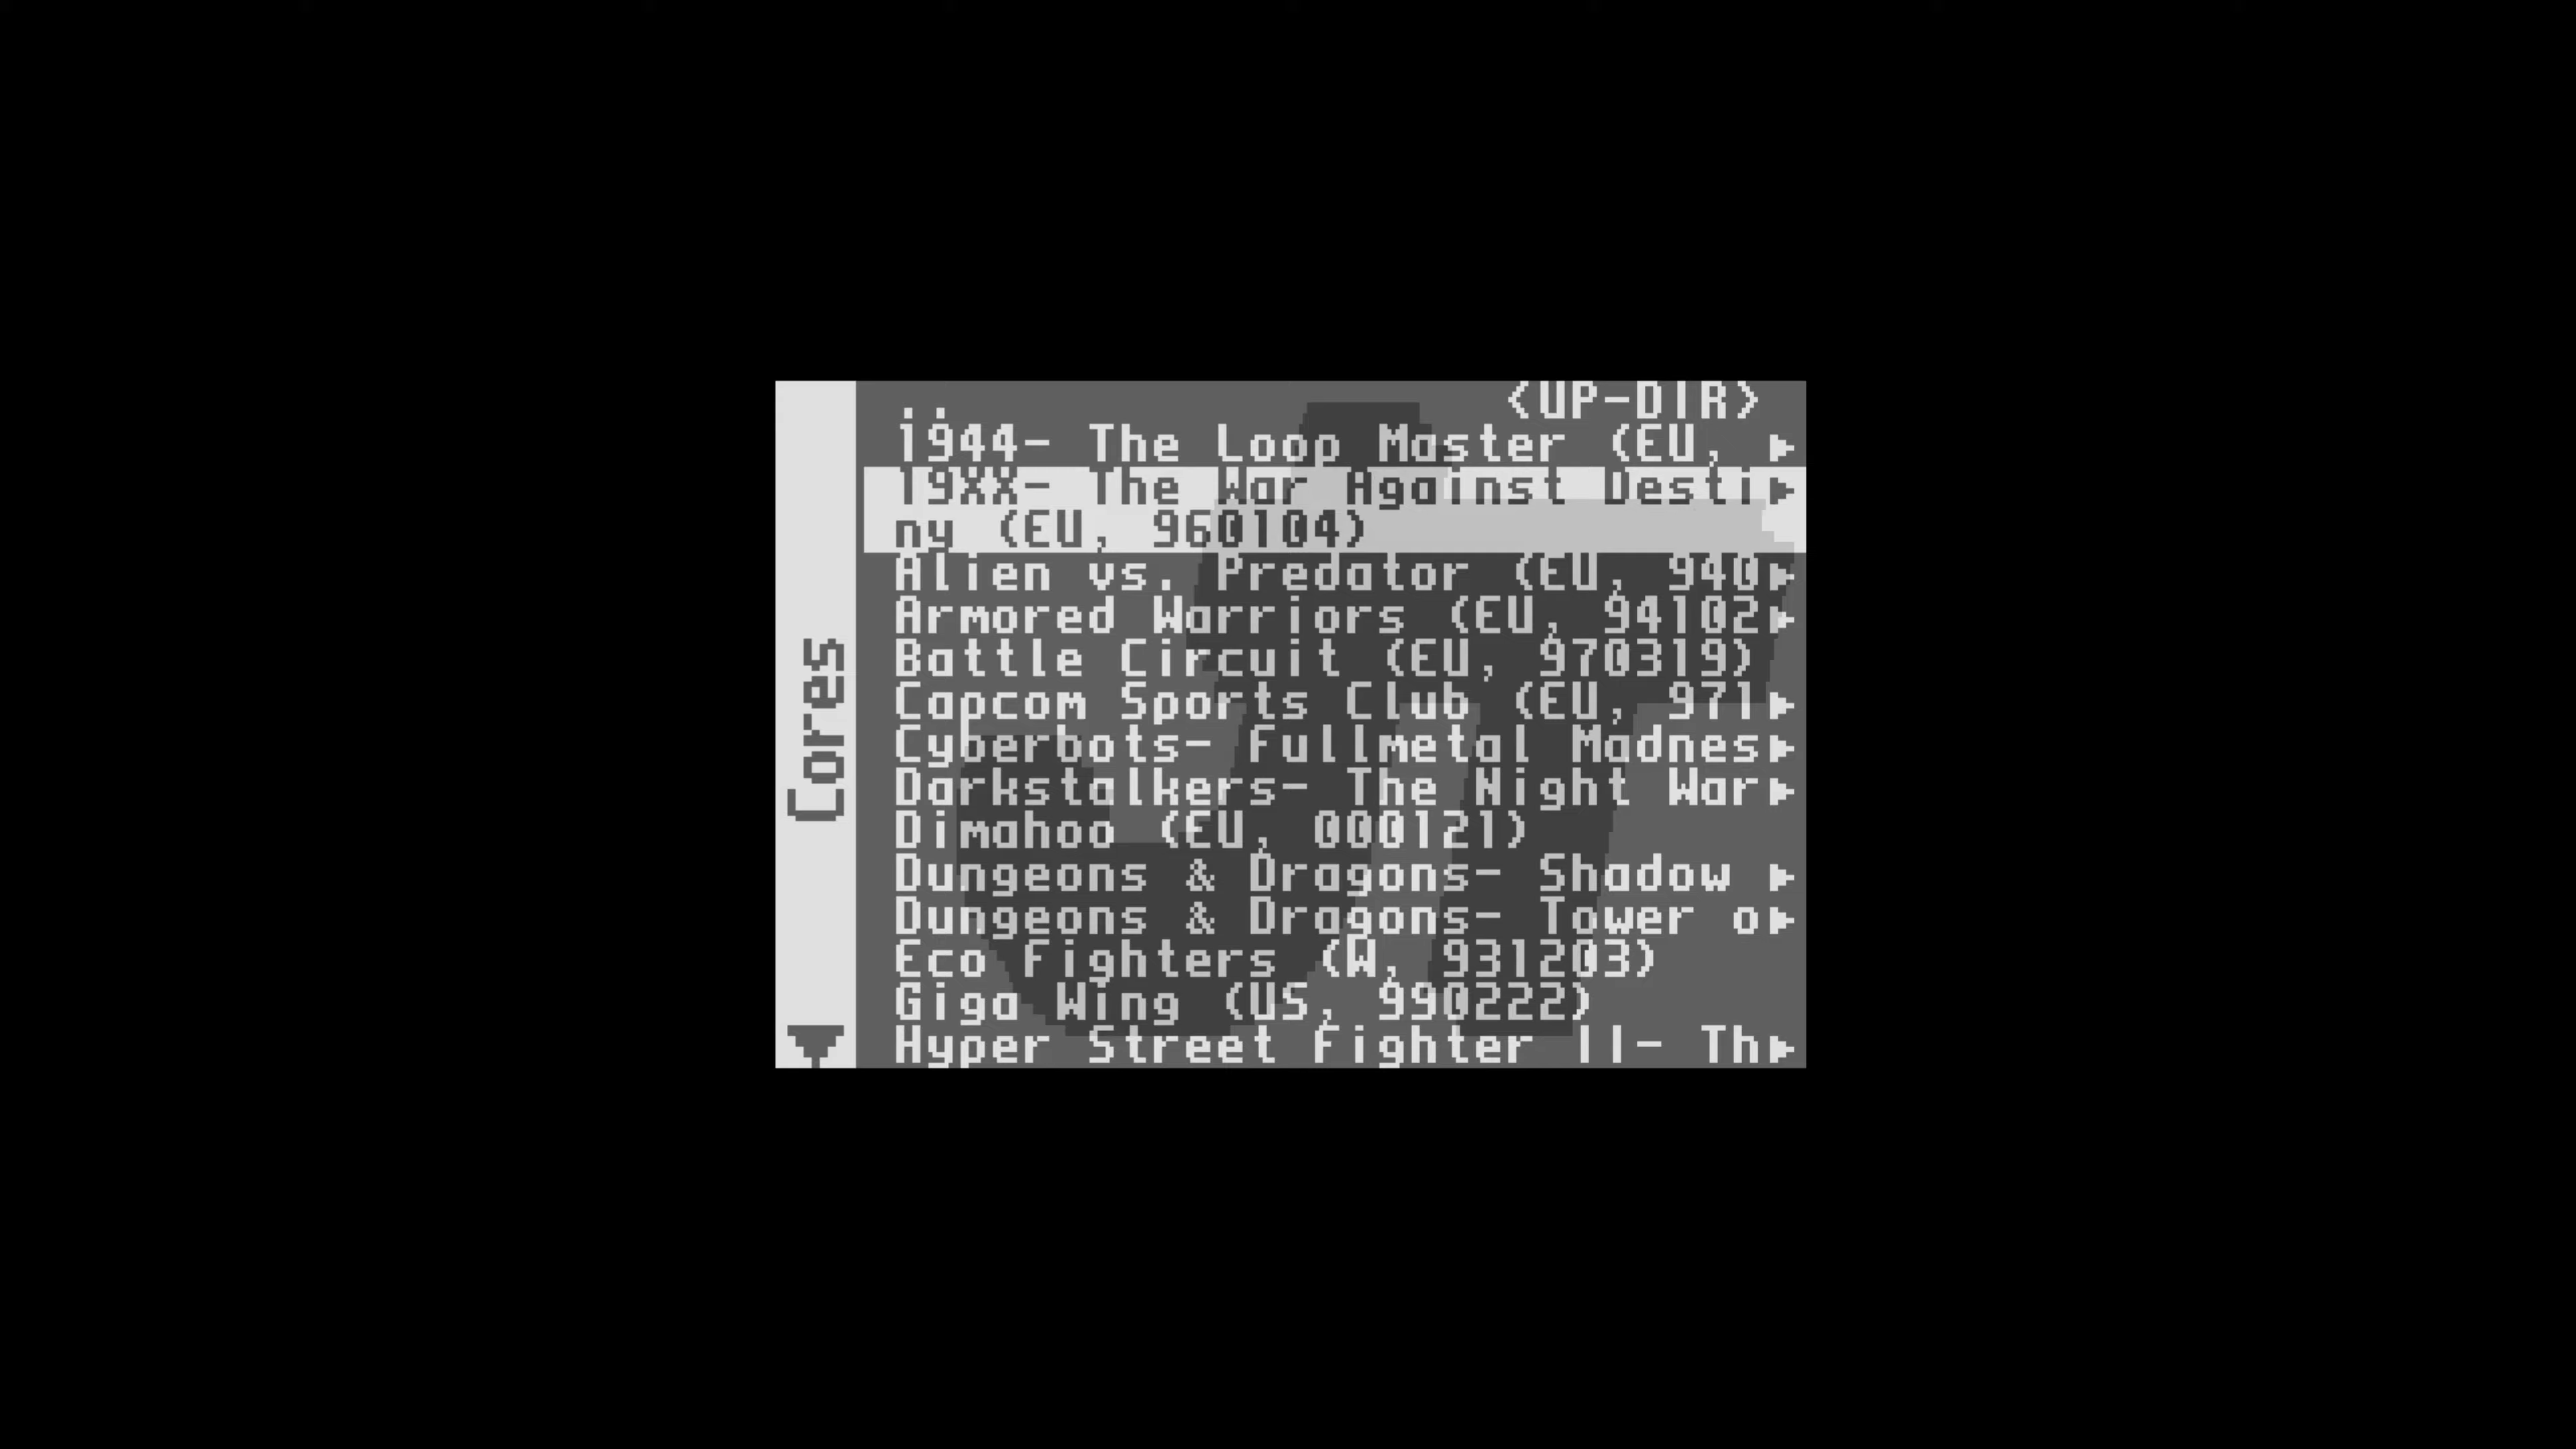 Cores
.. <UP-DIR>
1944- The Loop Master (EU,
19XX- The War Against Desti
ny (EU, 960104)
Alien vs. Predator (EU, 940
Armored Warriors (EU, 94102
Battle Circuit (EU, 970319)
Capcom Sports Club (EU, 971
Cyberbots- Fullmetal Madnes
Darkstalkers- The Night War
Dimahoo (EU, 000121)
Dungeons & Dragons- Shadow
Dungeons & Dragons- Tower o
Eco Fighters (W, 931203)
Giga Wing (US, 990222)
Hyper Street Fighter II- Th